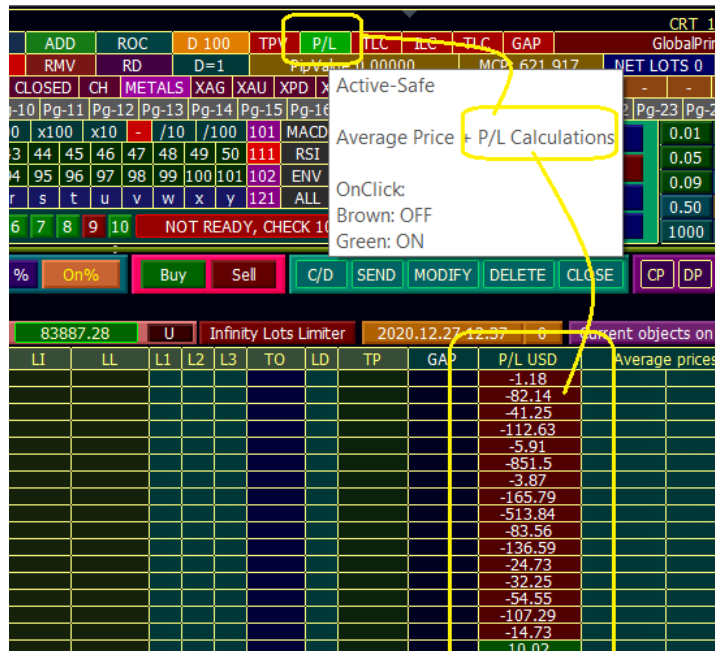 CRT 1
ADD ROC D 100 TPV P/L TLC ILC TLC GAP GlobalPri
RMV RD D=1 PipValue 0.00000 MCP 621.917 NET LOTS 0
CLOSED CH METALS XAG XAU XPD X - -
-10 Pg-11 Pg-12 Pg-13 Pg-14 Pg-15 Pg-16 2 Pg-23 Pg-2
0 x100 x10 - /10 /100 101 MACD 0.01
43 44 45 46 47 48 49 50 111 RSI 0.05
94 95 96 97 98 99 100 101 102 ENV 0.09
r s t u v w x y 121 ALL 0.50
6 7 8 9 10 NOT READY, CHECK 10 1000
Active-Safe
Average Price + P/L Calculations
OnClick:
Brown: OFF
Green: ON
% On% Buy Sell C/D SEND MODIFY DELETE CLOSE CP DP
83887.28 U Infinity Lots Limiter 2020.12.27 12:37 0 Current objects on
LI LL L1 L2 L3 TO LD TP GAP P/L USD Average prices
-1.18
-82.14
-41.25
-112.63
-5.91
-851.5
-3.87
-165.79
-513.84
-83.56
-136.59
-24.73
-32.25
-54.55
-107.29
-14.73
10.02